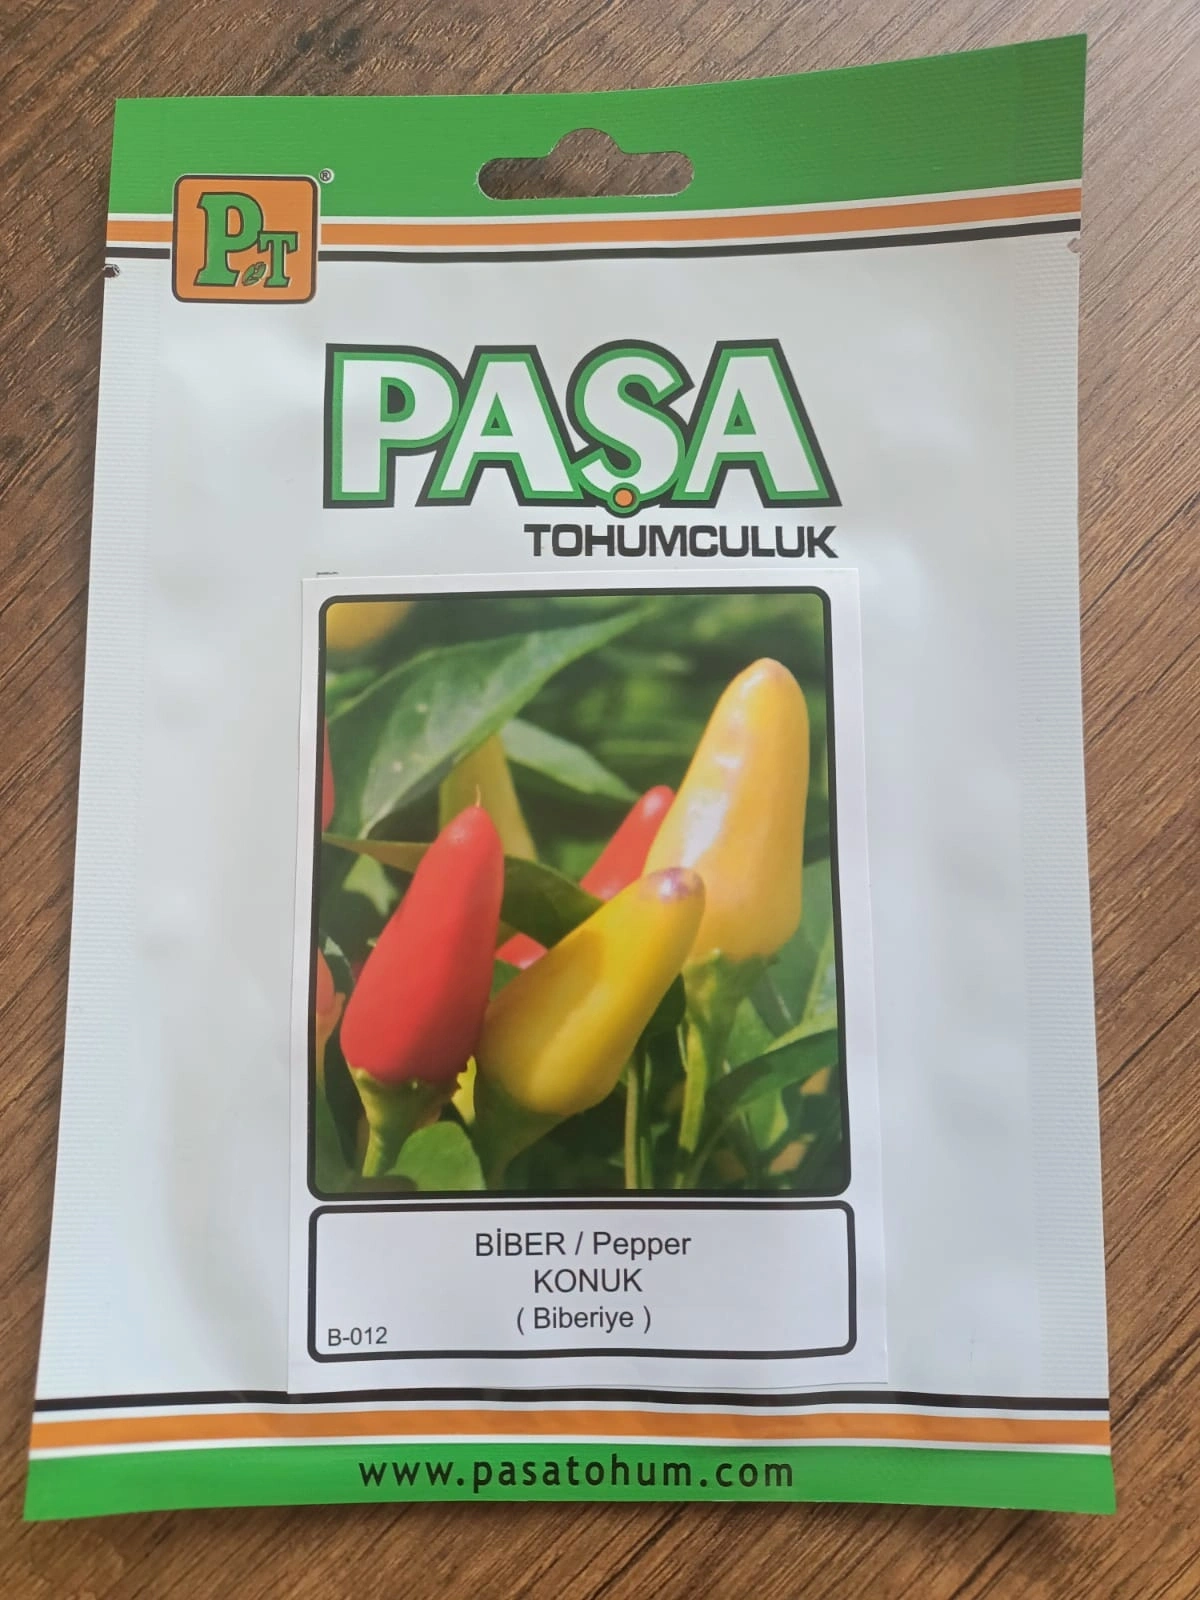 PT®
PAŞA
TOHUMCULUK
BİBER / Pepper
KONUK
( Biberiye )
B-012
www.pasatohum.com